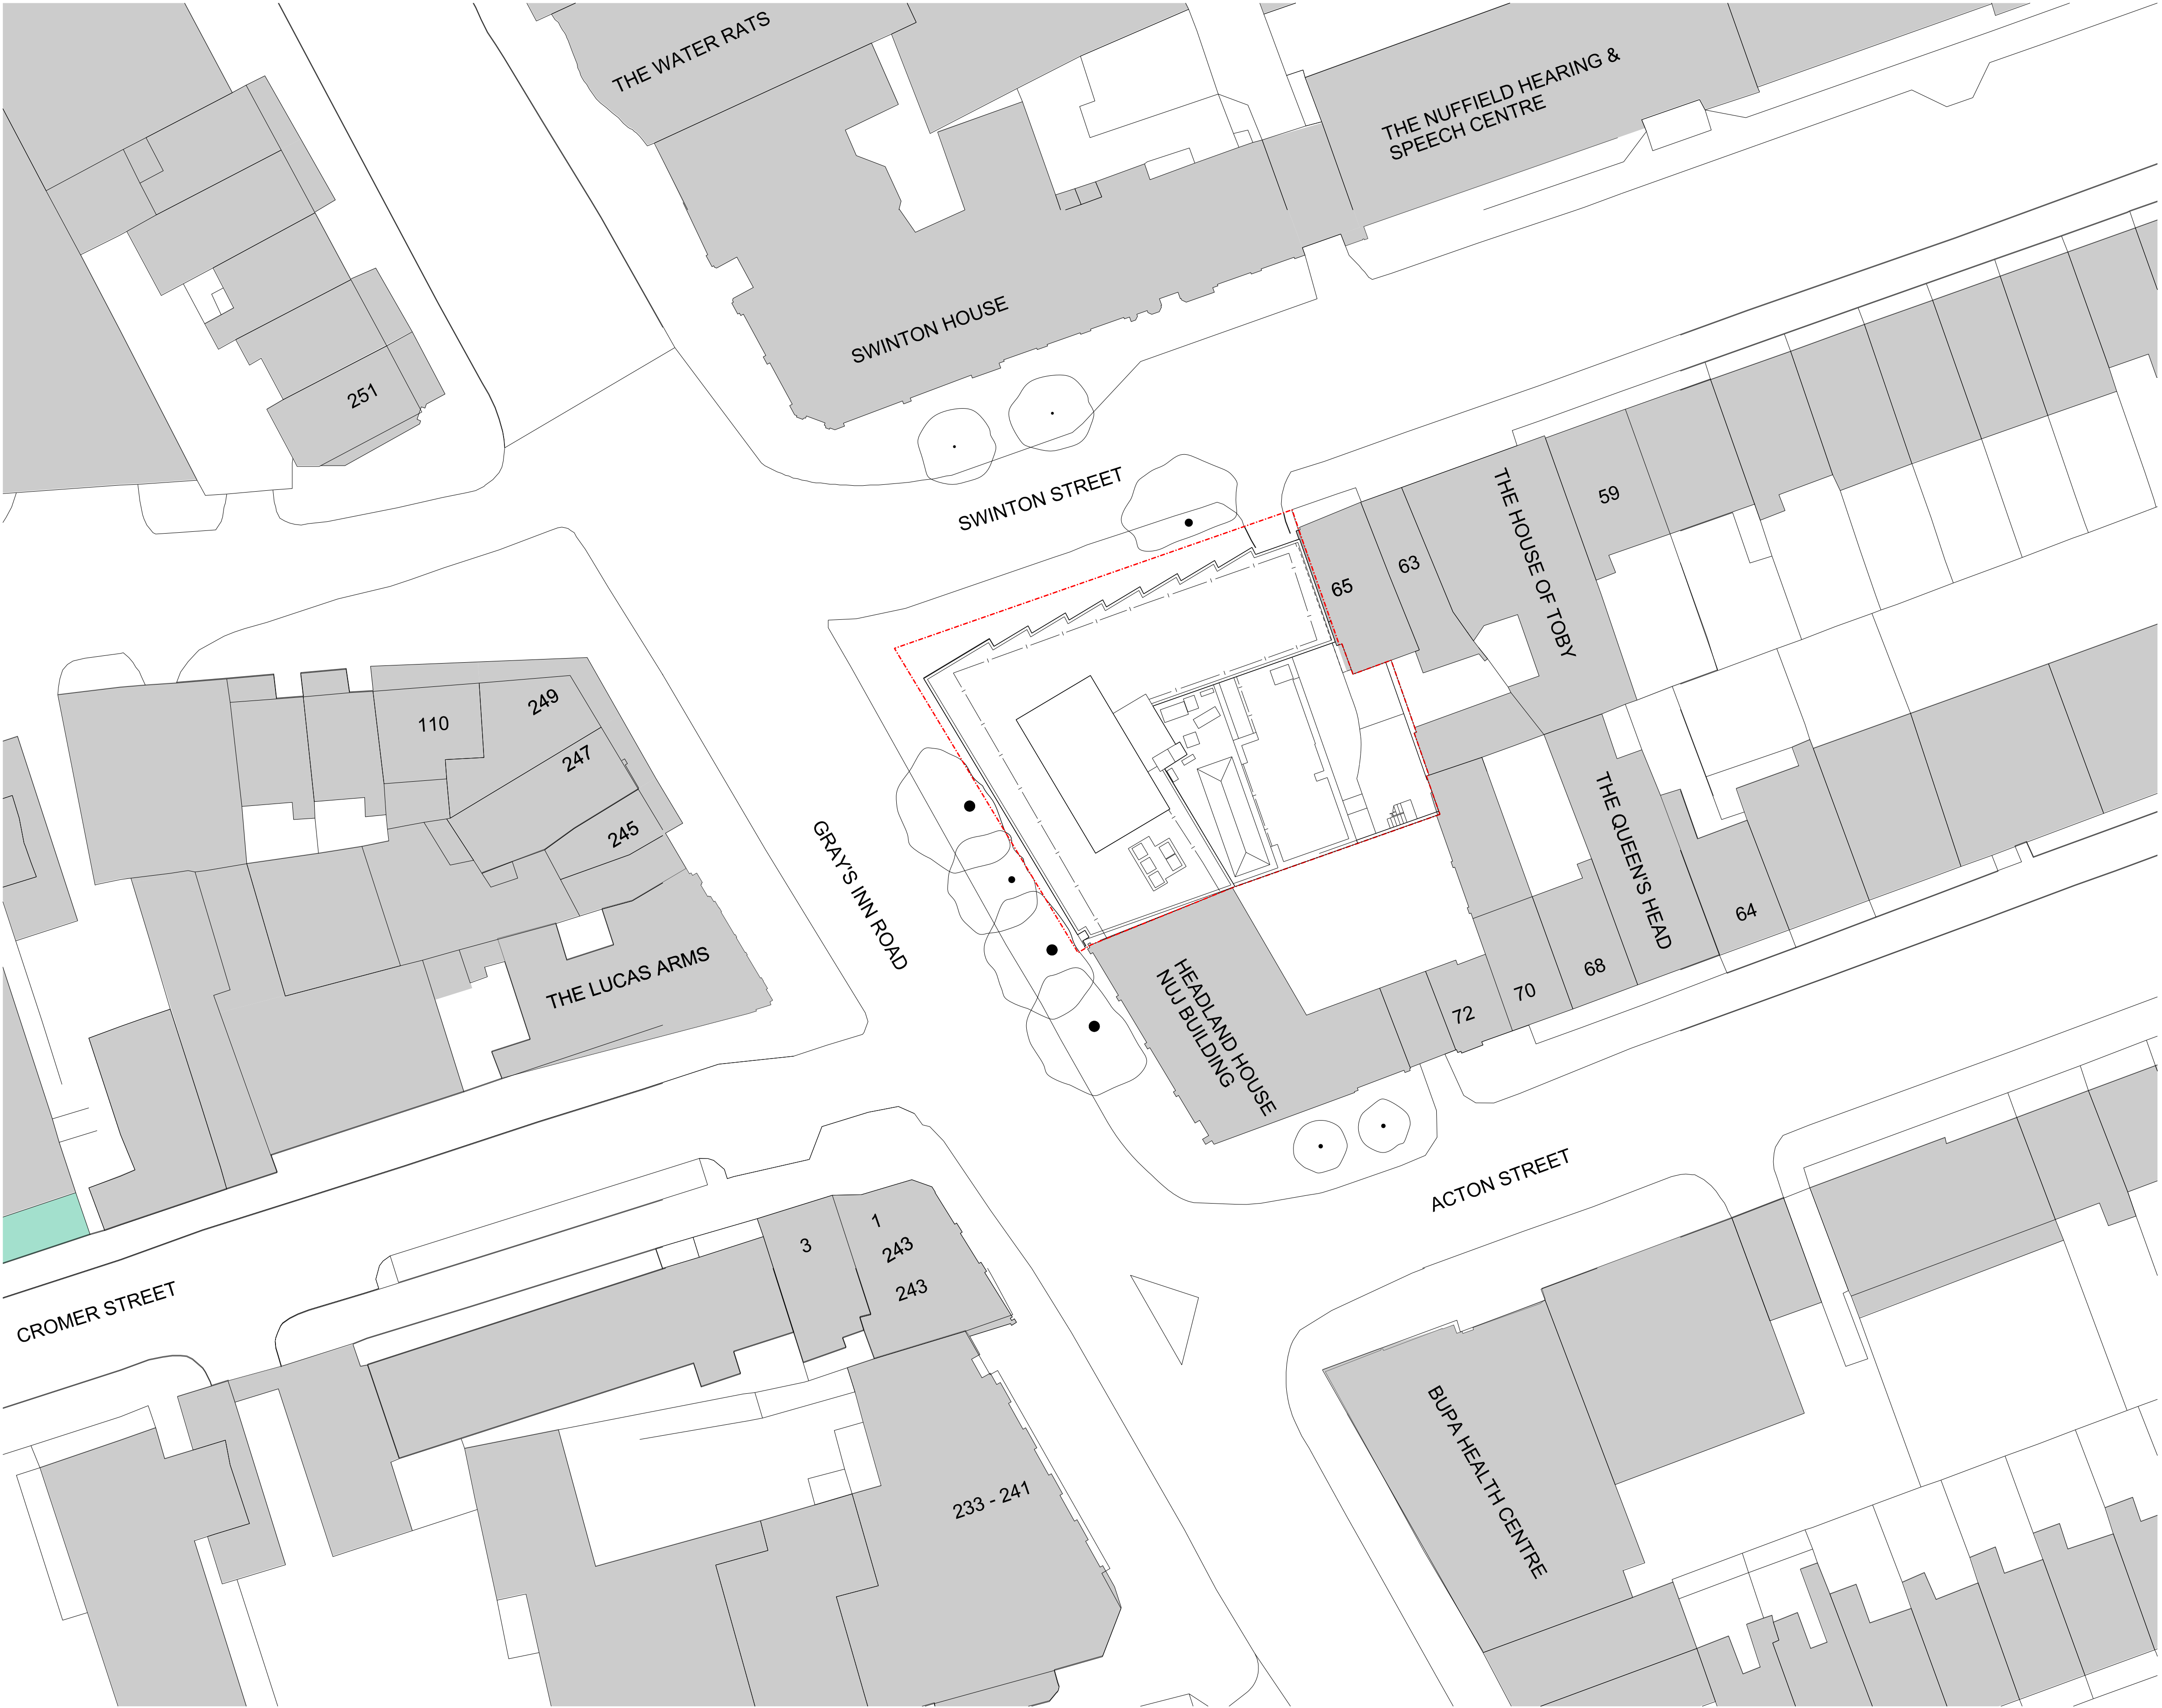 THE WATER RATS
THE NUFFIELD HEARING &
SPEECH CENTRE
SWINTON HOUSE
251
SWINTON STREET
THE HOUSE OF TOBY
59
63
65
249
110
247
245
GRAY'S INN ROAD
THE QUEEN'S HEAD
64
THE LUCAS ARMS
HEADLAND HOUSE
NUJ BUILDING
68
70
72
ACTON STREET
1
3
243
243
CROMER STREET
BUPA HEALTH CENTRE
233 - 241